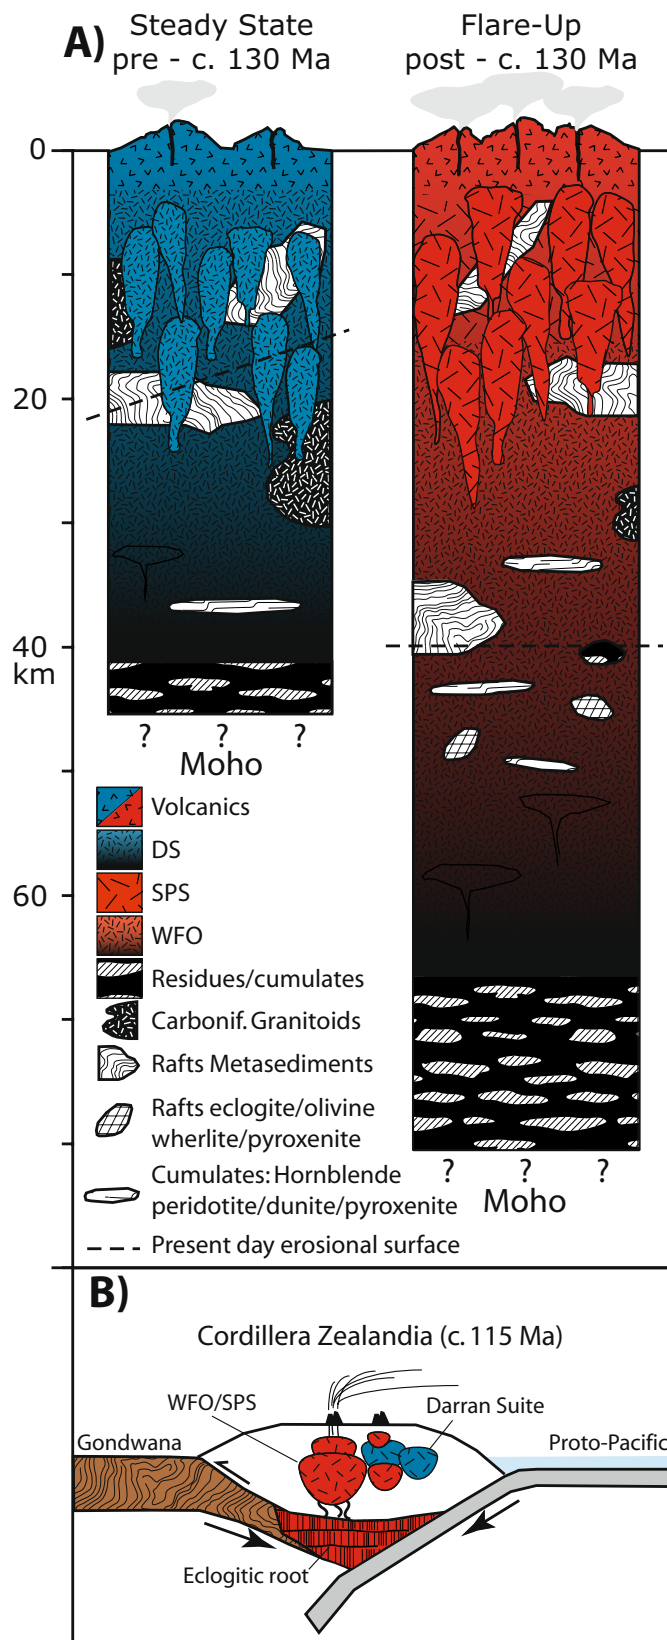 A)
Steady State
pre - c. 130 Ma
Flare-Up
post - c. 130 Ma
0
20
40
km
60
? ? ?
Moho
? ? ?
Moho
Volcanics
DS
SPS
WFO
Residues/cumulates
Carbonif. Granitoids
Rafts Metasediments
Rafts eclogite/olivine
wherlite/pyroxenite
Cumulates: Hornblende
peridotite/dunite/pyroxenite
Present day erosional surface
B)
Cordillera Zealandia (c. 115 Ma)
WFO/SPS
Darran Suite
Gondwana
Proto-Pacific
Eclogitic root